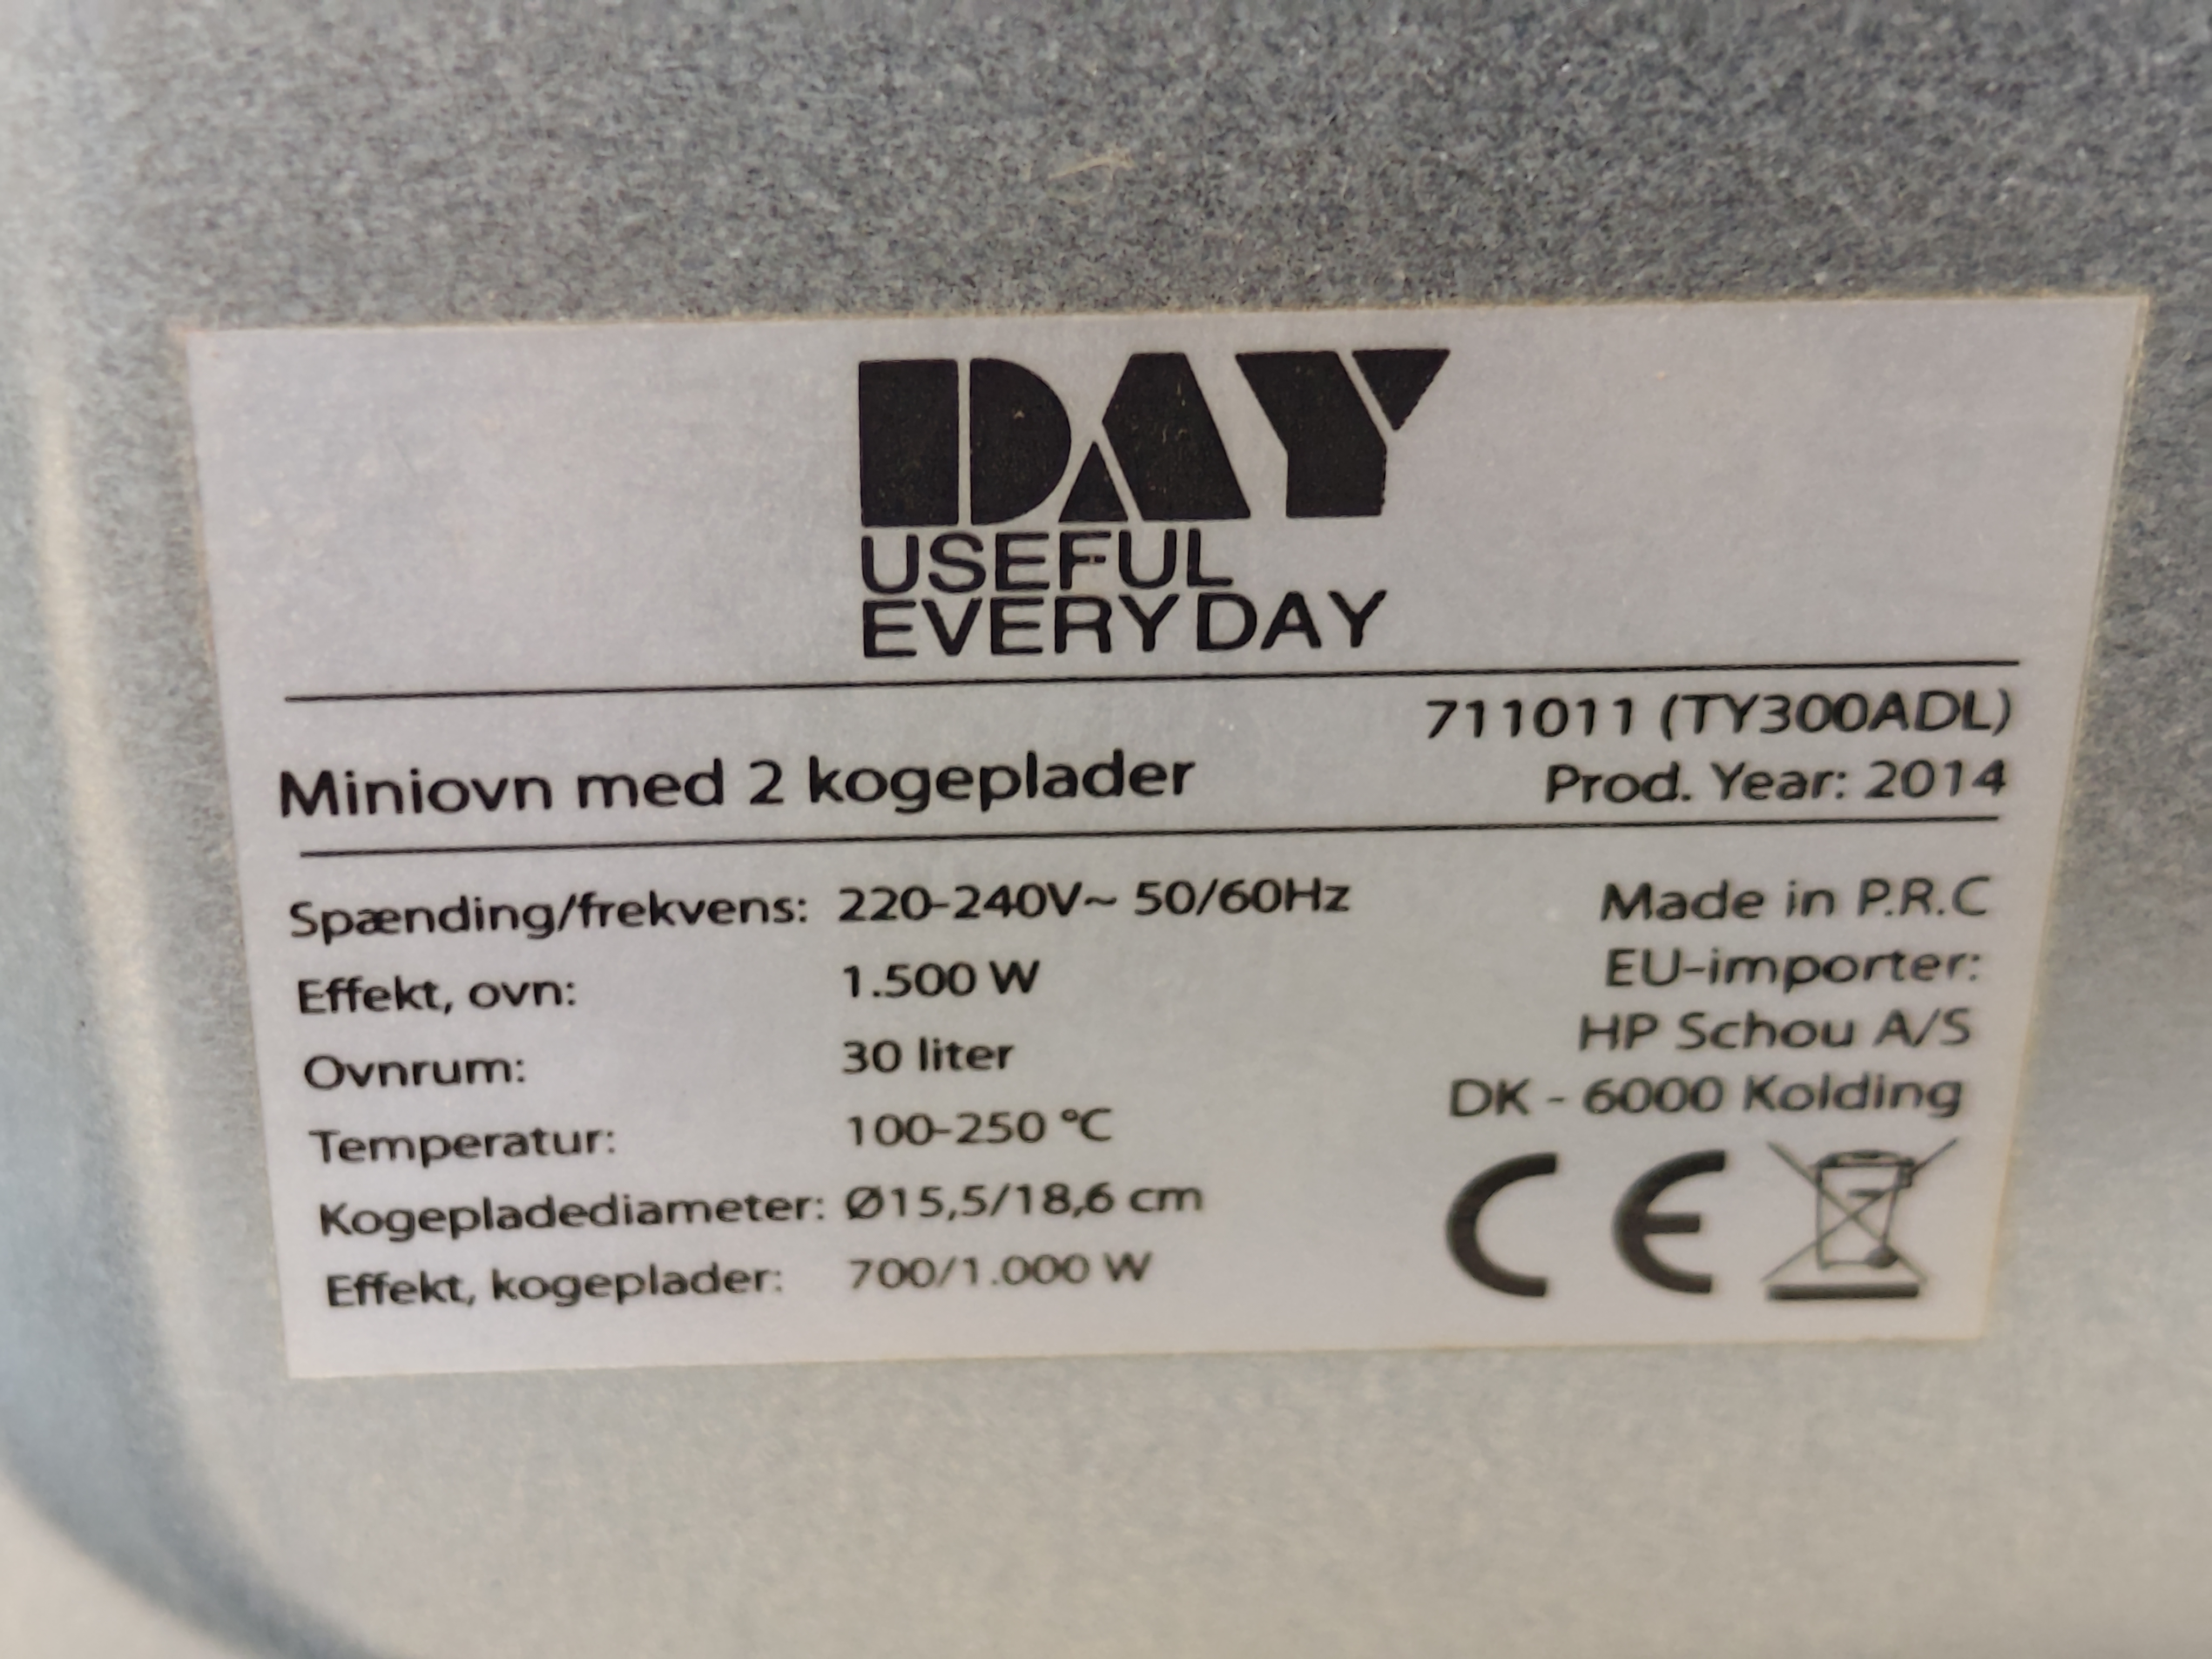 DAY
USEFUL
EVERYDAY
711011 (TY300ADL)
Miniovn med 2 kogeplader
Prod. Year: 2014
Spænding/frekvens: 220-240V~ 50/60Hz
Effekt, ovn: 1.500 W
Ovnrum: 30 liter
Temperatur: 100-250 °C
Kogepladediameter: Ø15,5/18,6 cm
Effekt, kogeplader: 700/1.000 W
Made in P.R.C
EU-importer:
HP Schou A/S
DK - 6000 Kolding
CE